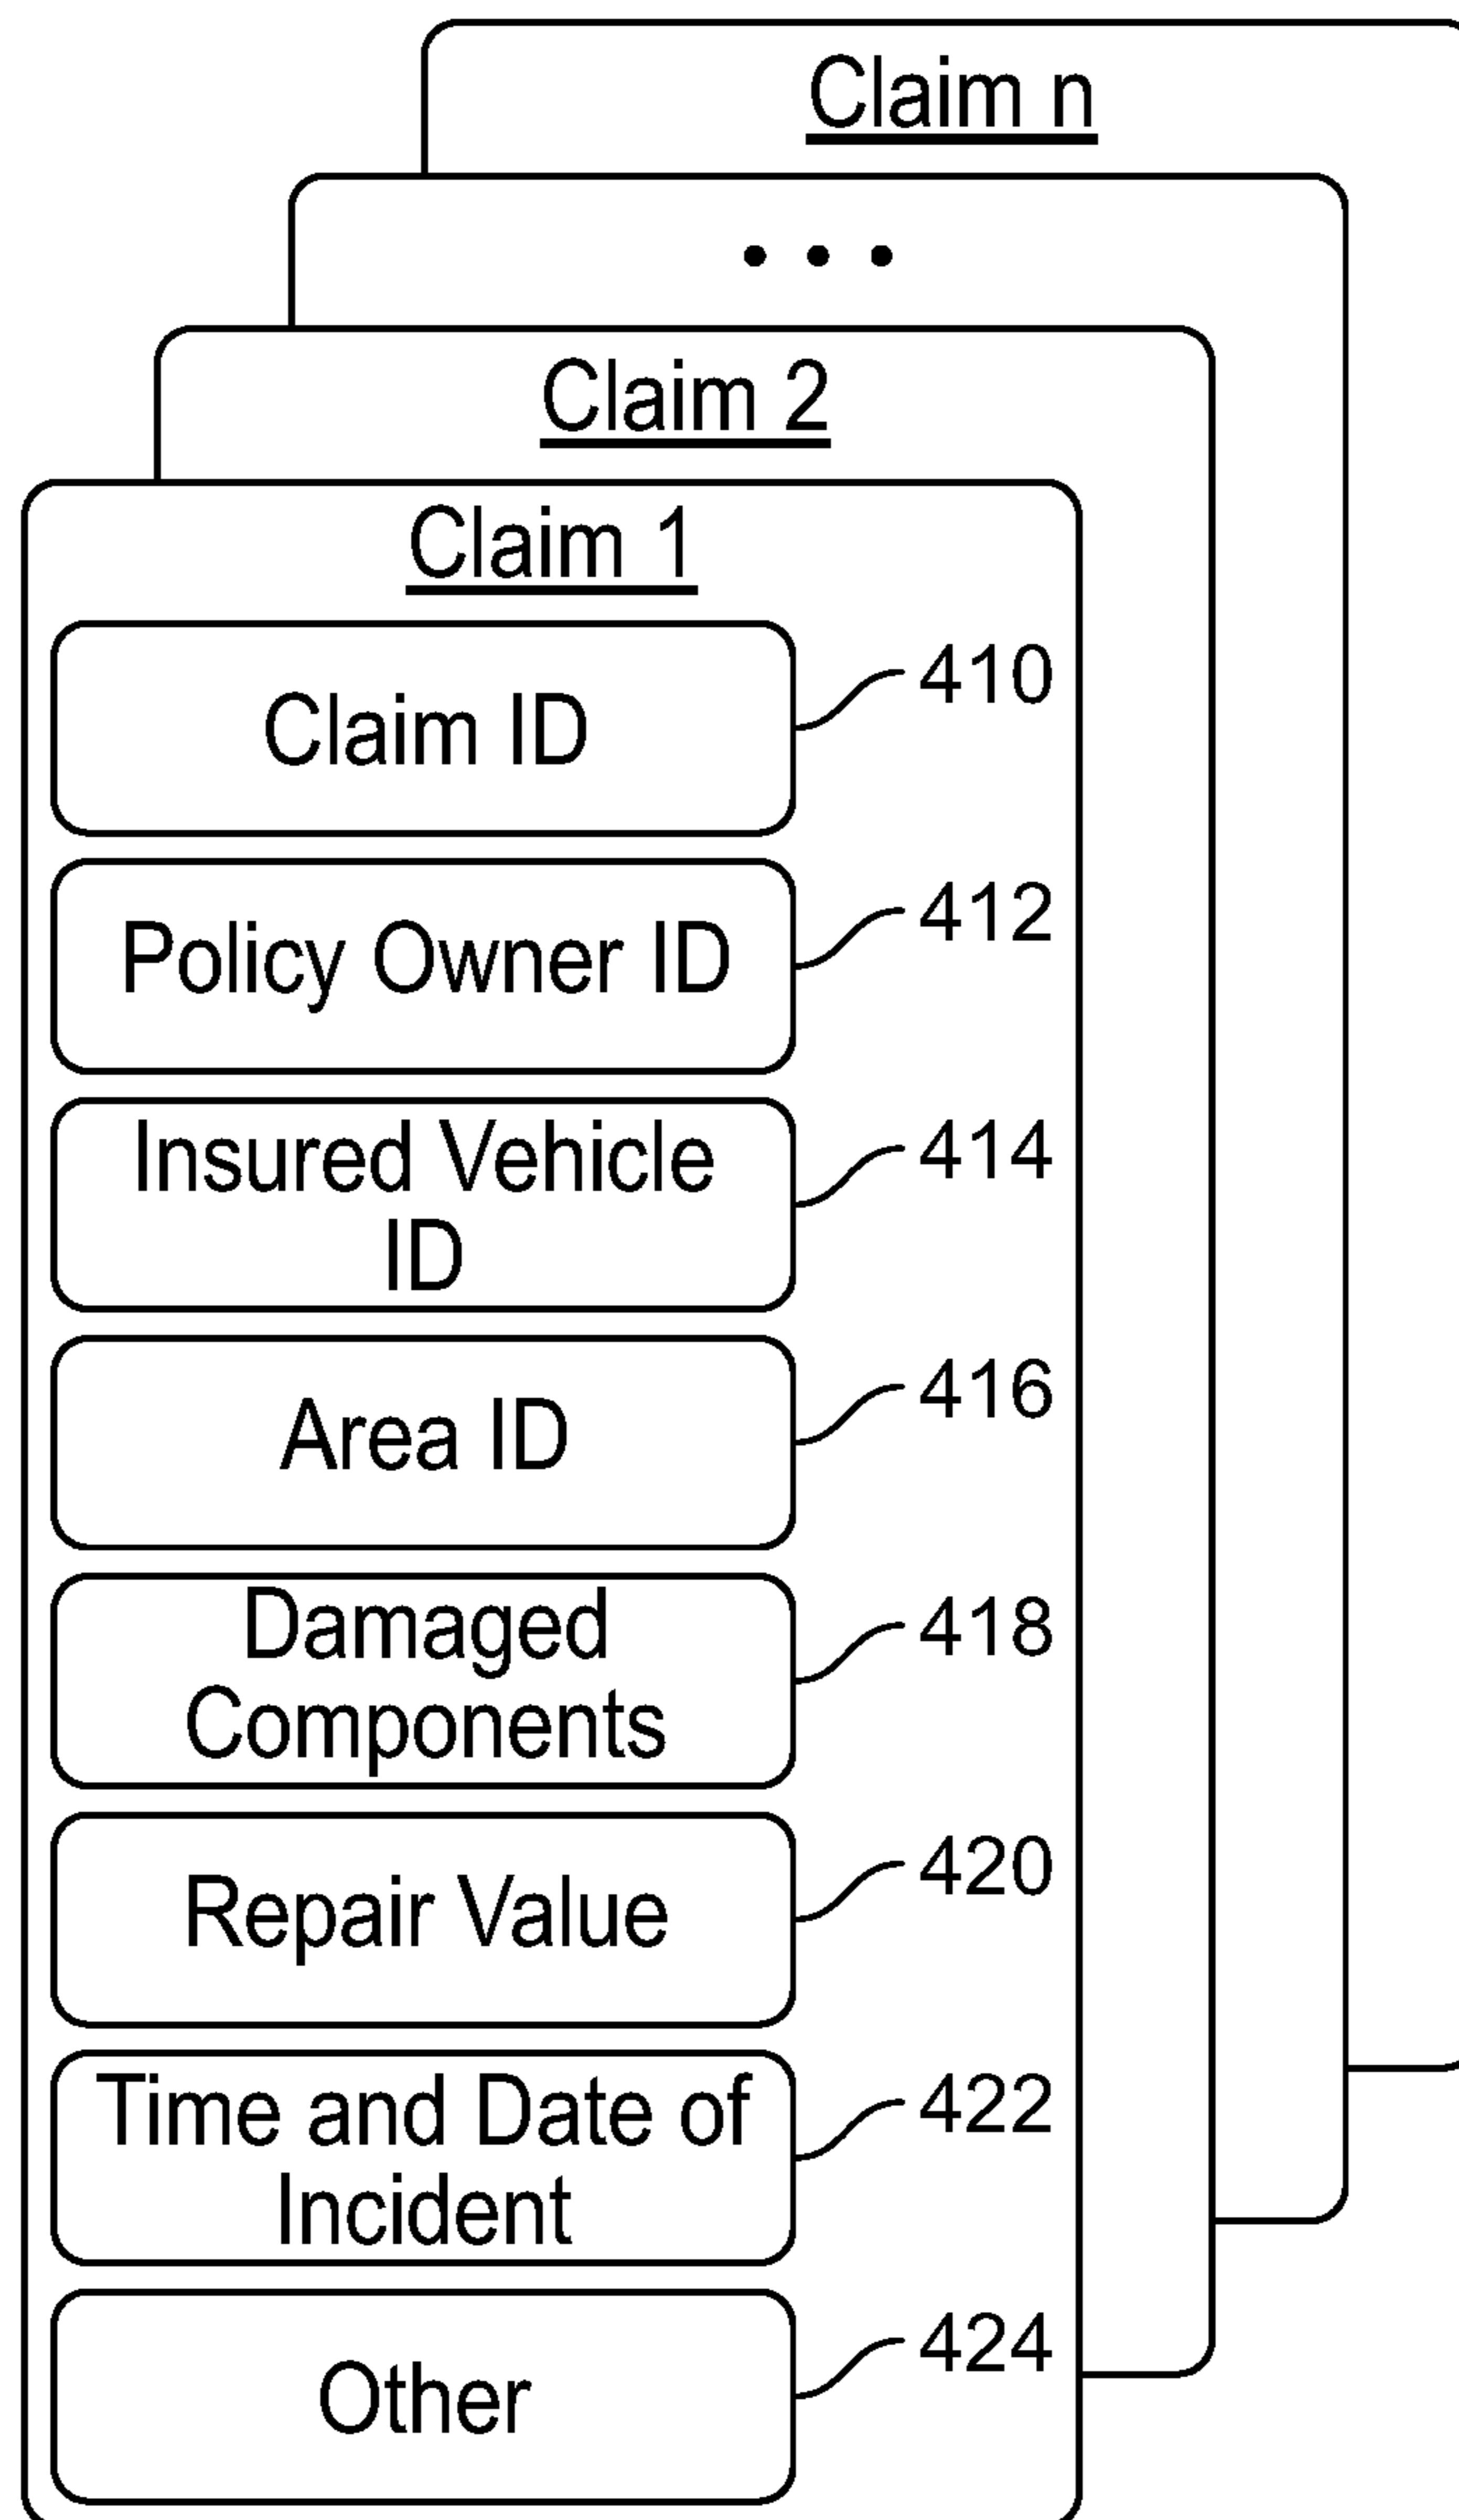 Claim n
• • •
Claim 2
Claim 1
Claim ID
410
Policy Owner ID
412
Insured Vehicle
ID
414
Area ID
416
Damaged
Components
418
Repair Value
420
Time and Date of
Incident
422
Other
424